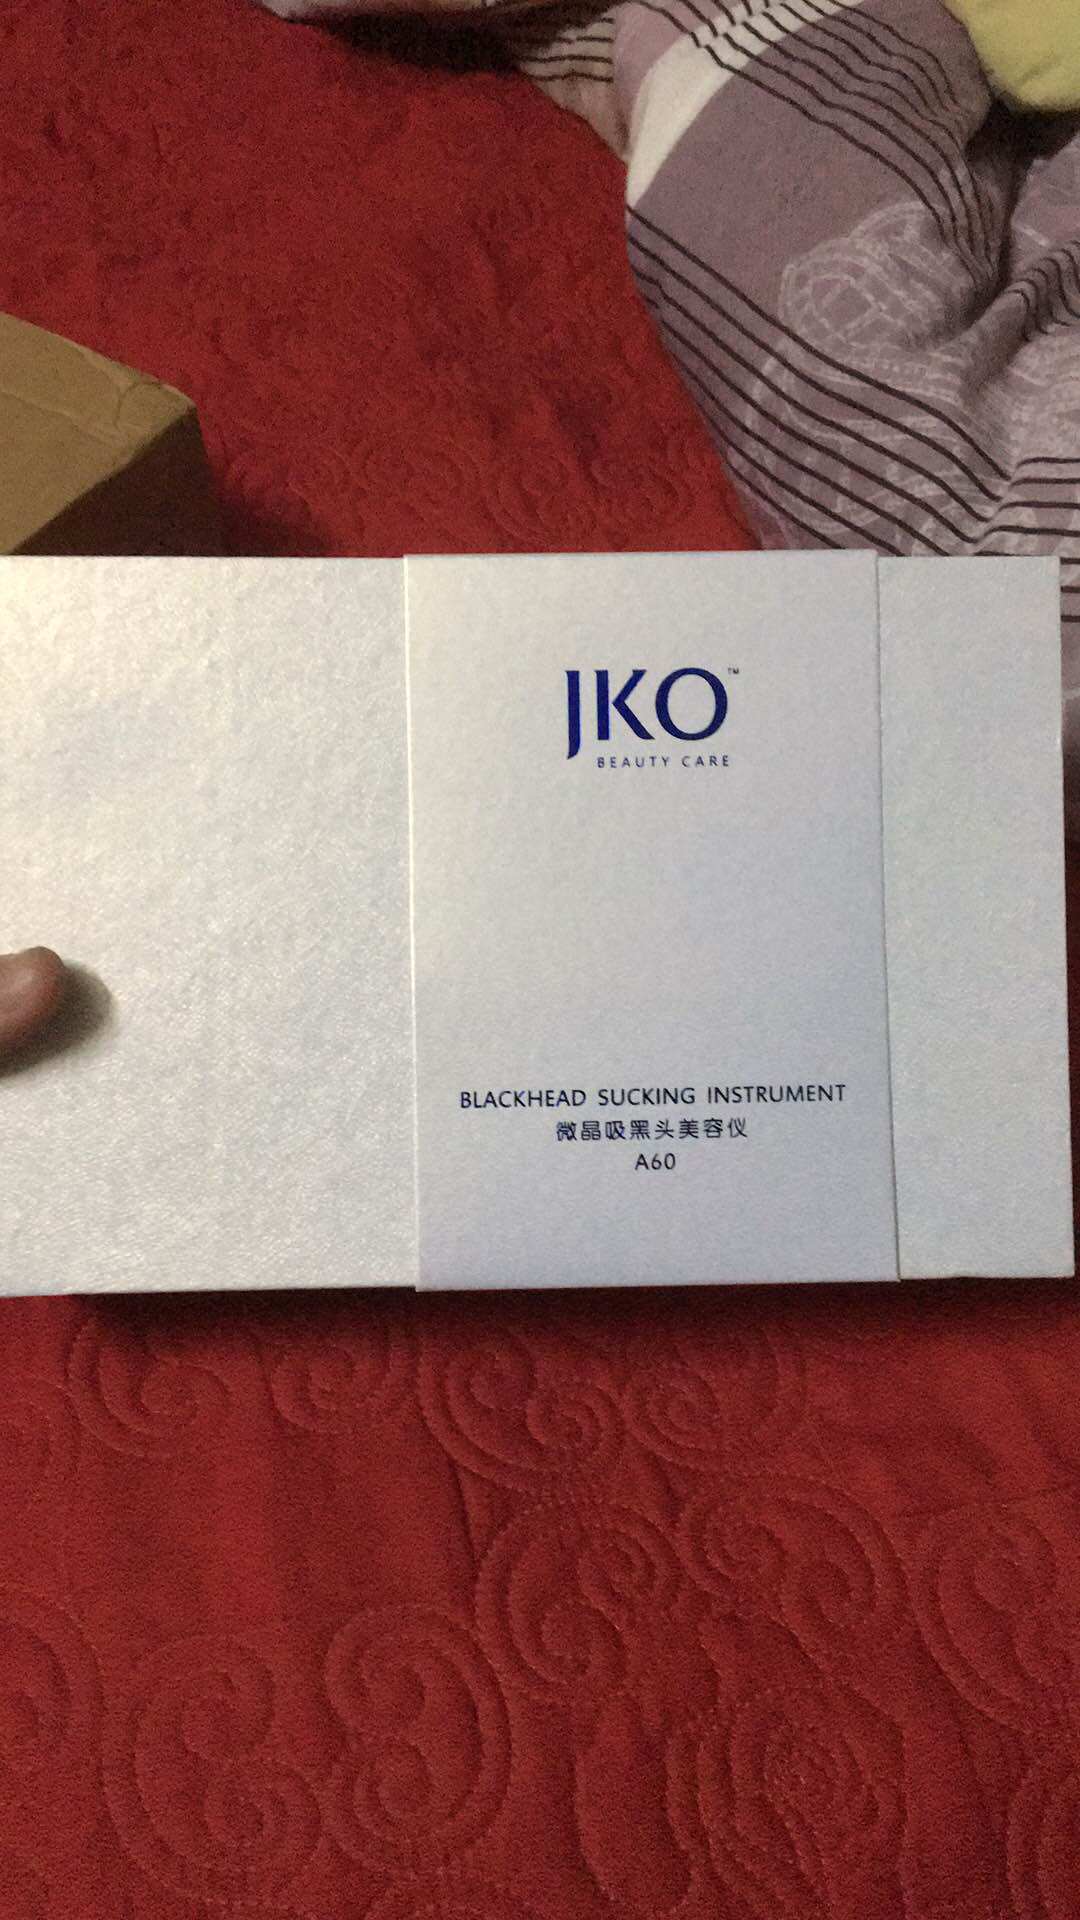 JKO™
BEAUTY CARE
BLACKHEAD SUCKING INSTRUMENT
微晶吸黑头美容仪
A60